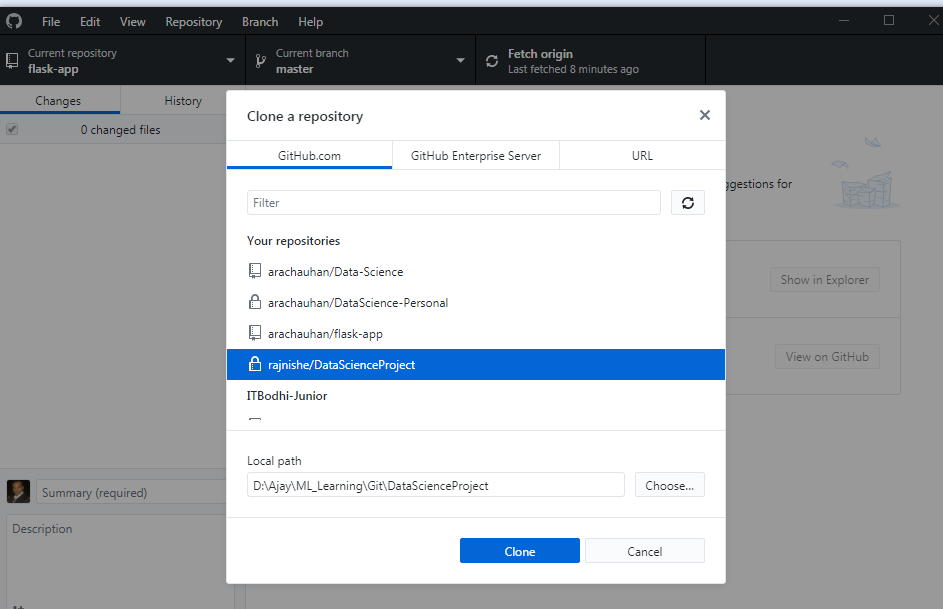 File Edit View Repository Branch Help
Current repository
flask-app
Current branch
master
Fetch origin
Last fetched 8 minutes ago
Changes History
0 changed files
Clone a repository
GitHub.com GitHub Enterprise Server URL
Filter
Your repositories
arachauhan/Data-Science
arachauhan/DataScience-Personal
arachauhan/flask-app
rajnishe/DataScienceProject
ITBodhi-Junior
Local path
D:\Ajay\ML_Learning\Git\DataScienceProject
Choose...
Clone Cancel
for
Show in Explorer
View on GitHub
Summary (required)
Description